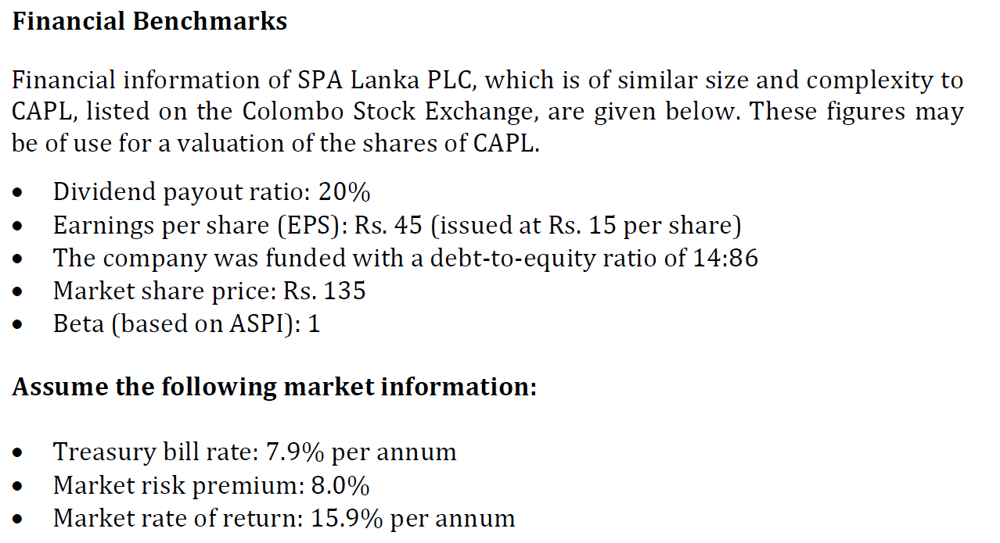 Financial Benchmarks
Financial information of SPA Lanka PLC, which is of similar size and complexity to
CAPL, listed on the Colombo Stock Exchange, are given below. These figures may
be of use for a valuation of the shares of CAPL.
• Dividend payout ratio: 20%
• Earnings per share (EPS): Rs. 45 (issued at Rs. 15 per share)
• The company was funded with a debt-to-equity ratio of 14:86
• Market share price: Rs. 135
• Beta (based on ASPI): 1
Assume the following market information:
• Treasury bill rate: 7.9% per annum
• Market risk premium: 8.0%
• Market rate of return: 15.9% per annum